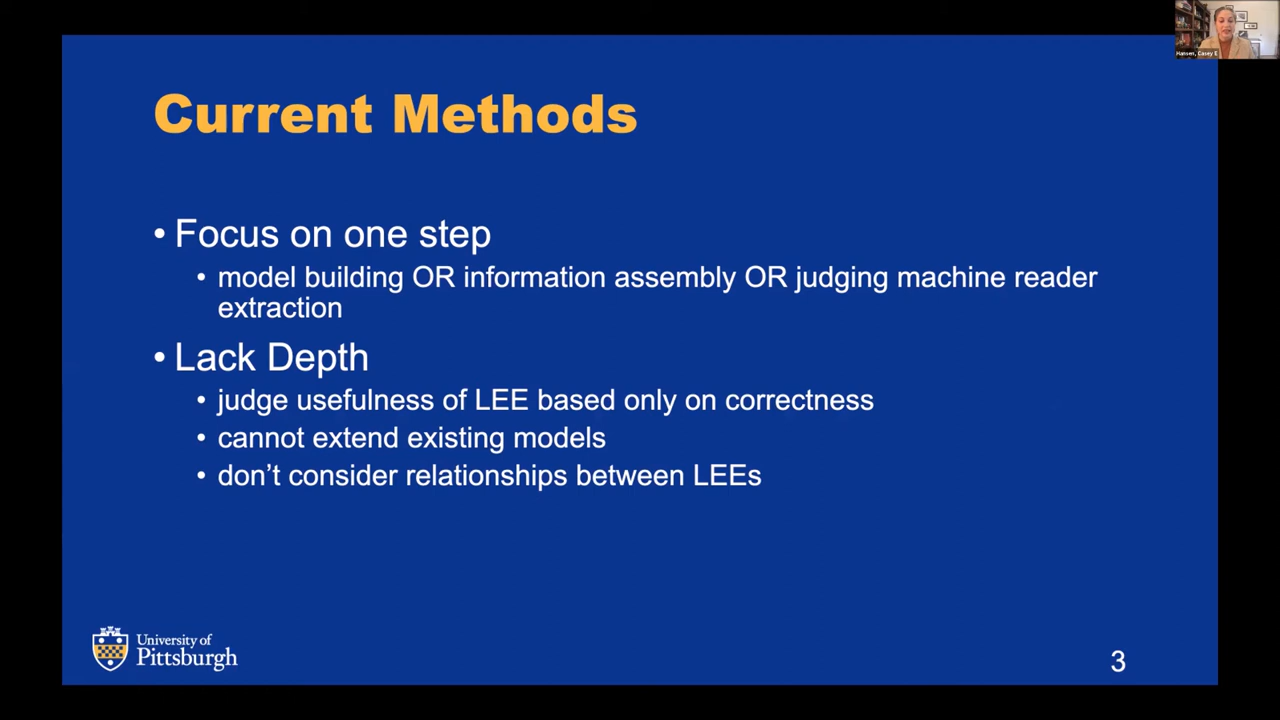 Hansen, Casey E
Current Methods
• Focus on one step
• model building OR information assembly OR judging machine reader
extraction
• Lack Depth
• judge usefulness of LEE based only on correctness
• cannot extend existing models
• don’t consider relationships between LEEs
University of
Pittsburgh
3